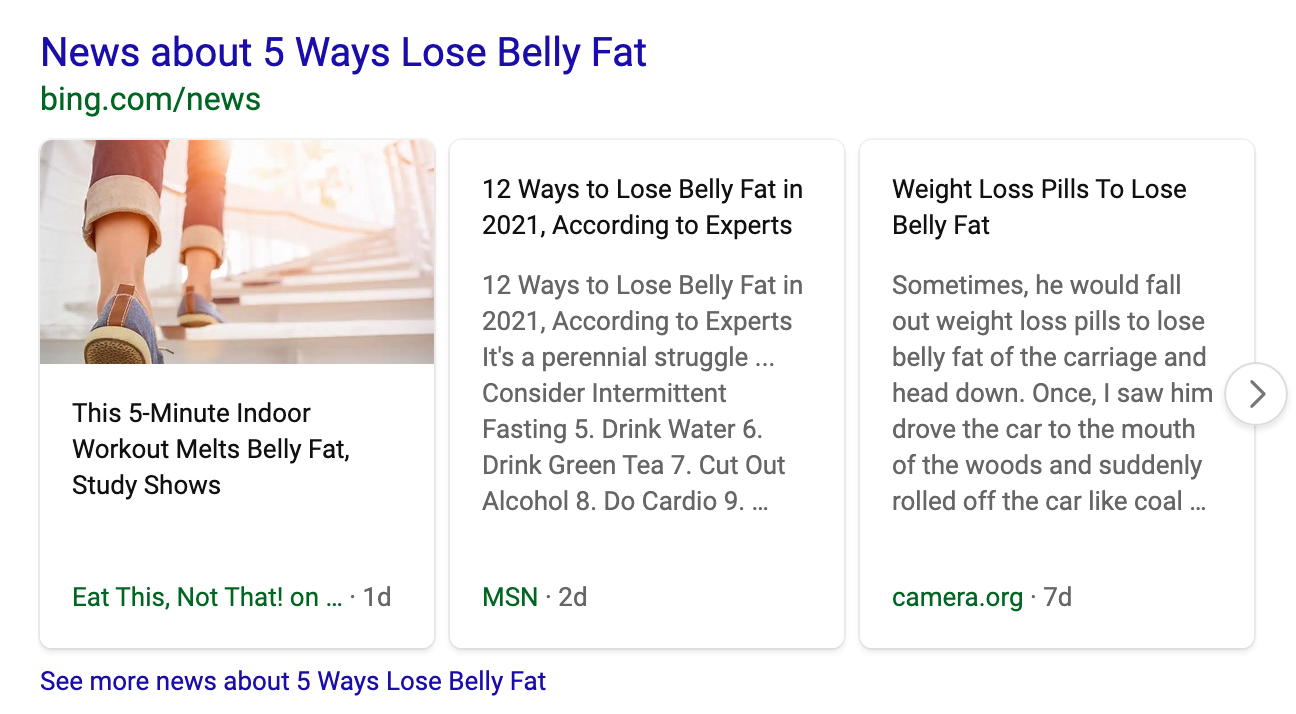 News about 5 Ways Lose Belly Fat
bing.com/news
This 5-Minute Indoor
Workout Melts Belly Fat,
Study Shows
Eat This, Not That! on ... · 1d
12 Ways to Lose Belly Fat in
2021, According to Experts
12 Ways to Lose Belly Fat in
2021, According to Experts
It's a perennial struggle ...
Consider Intermittent
Fasting 5. Drink Water 6.
Drink Green Tea 7. Cut Out
Alcohol 8. Do Cardio 9. ...
MSN · 2d
Weight Loss Pills To Lose
Belly Fat
Sometimes, he would fall
out weight loss pills to lose
belly fat of the carriage and
head down. Once, I saw him
drove the car to the mouth
of the woods and suddenly
rolled off the car like coal ...
camera.org · 7d
See more news about 5 Ways Lose Belly Fat